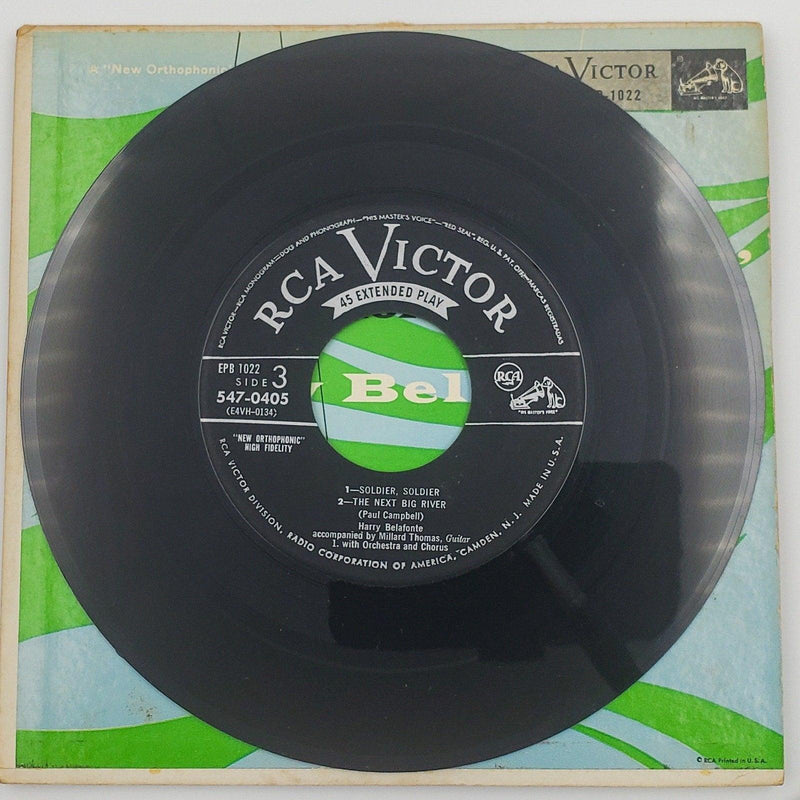 A "New Orthophonic"
VICTOR
-1022
HIS MASTER'S VOICE
RCA VICTOR—RCA MONOGRAM—DOG AND PHONOGRAPH—"HIS MASTER'S VOICE"—"RED SEAL", REG. U. S. PAT. OFF.—MARCAS REGISTRADAS
RCA VICTOR
45 EXTENDED PLAY
EPB 1022
SIDE 3
547-0405
(E4VH-0134)
y Bel
RCA
"HIS MASTER'S VOICE"
"NEW ORTHOPHONIC"
HIGH FIDELITY
1—SOLDIER, SOLDIER
2—THE NEXT BIG RIVER
(Paul Campbell)
Harry Belafonte
accompanied by Millard Thomas, Guitar
1. with Orchestra and Chorus
RCA VICTOR DIVISION, RADIO CORPORATION OF AMERICA, CAMDEN, N. J. MADE IN U.S.A.
© RCA Printed in U.S.A.